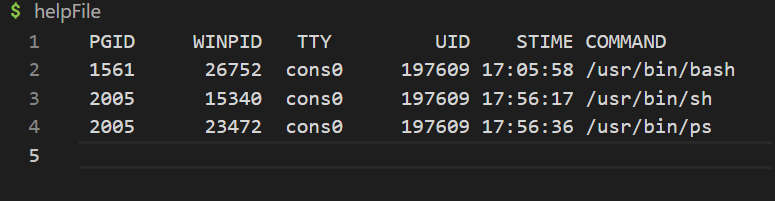 $ helpFile
1 PGID WINPID TTY UID STIME COMMAND
2 1561 26752 cons0 197609 17:05:58 /usr/bin/bash
3 2005 15340 cons0 197609 17:56:17 /usr/bin/sh
4 2005 23472 cons0 197609 17:56:36 /usr/bin/ps
5